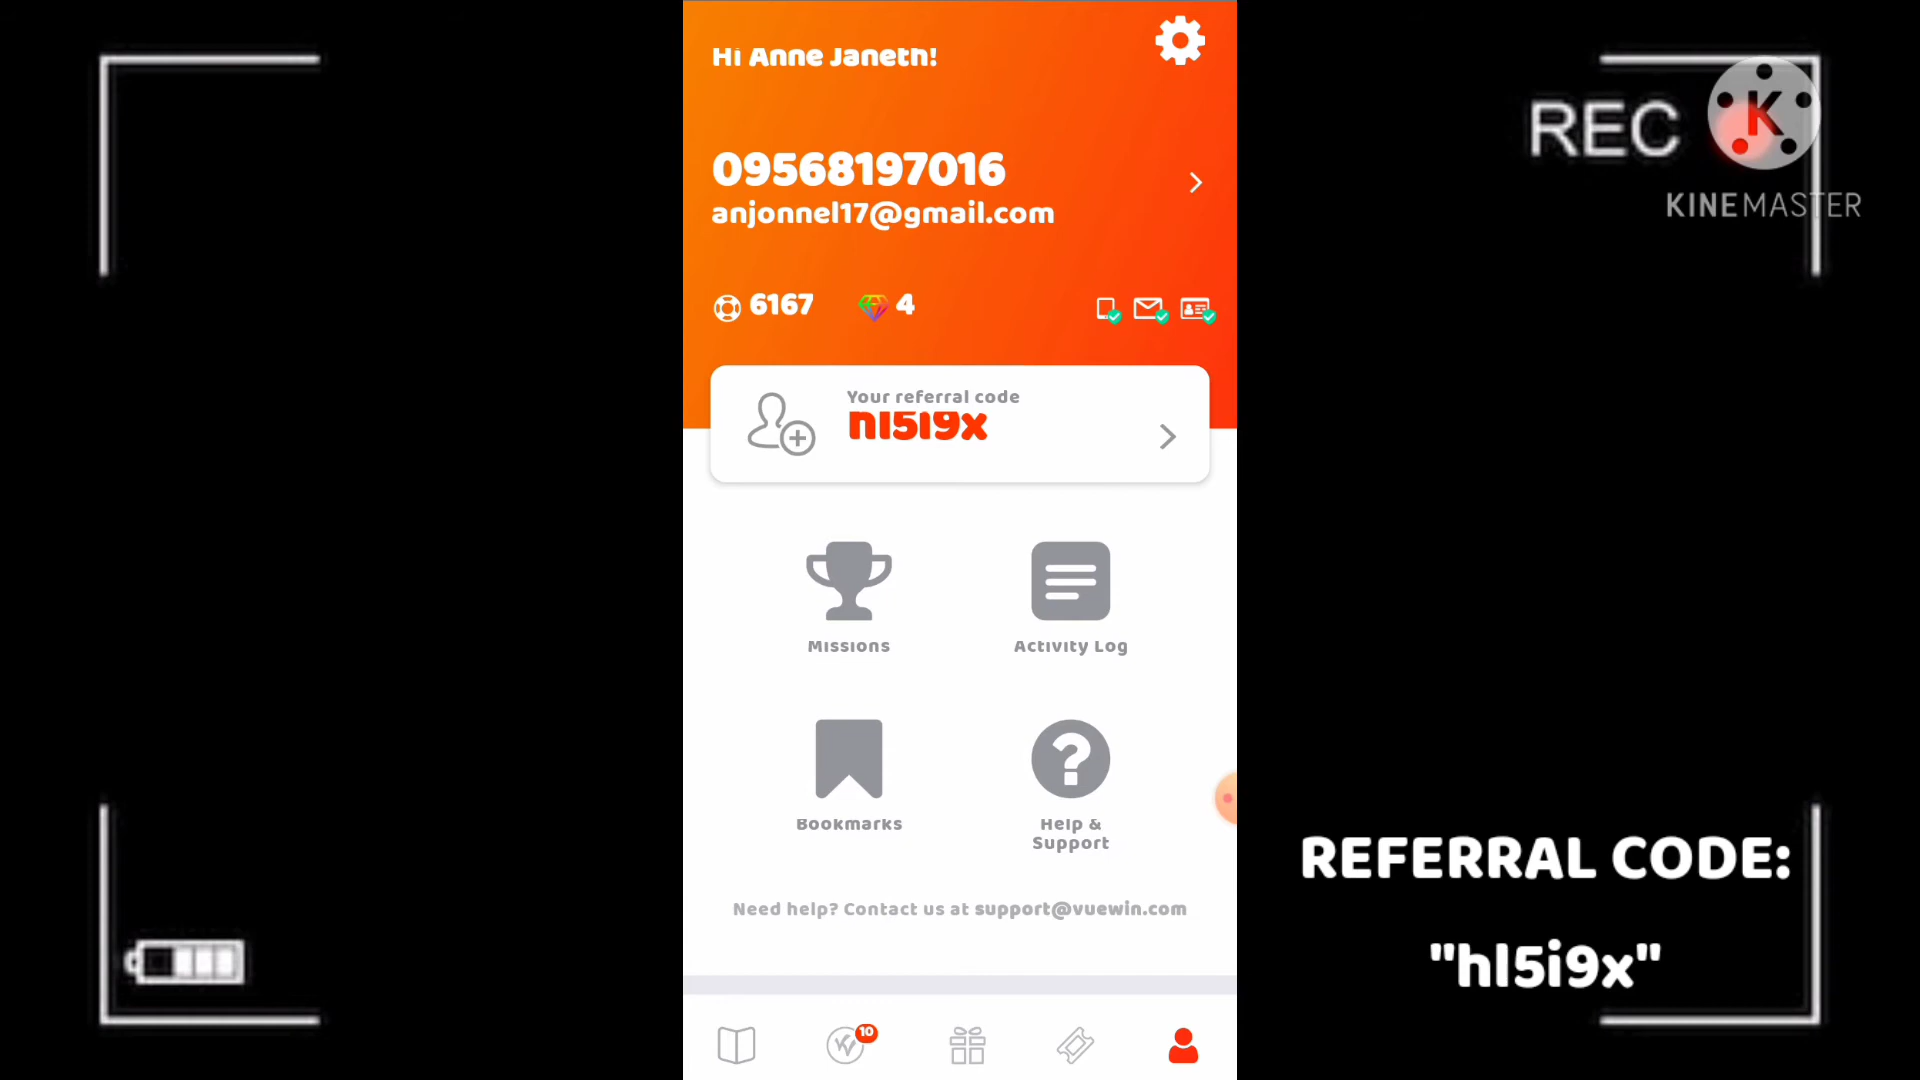 Hi Anne Janeth!
09568197016
anjonnel17@gmail.com
6167
4
Your referral code
hl5i9x
Missions
Activity Log
Bookmarks
Help &
Support
Need help? Contact us at support@vuewin.com
10
REC
K
KINEMASTER
REFERRAL CODE:
"hl5i9x"